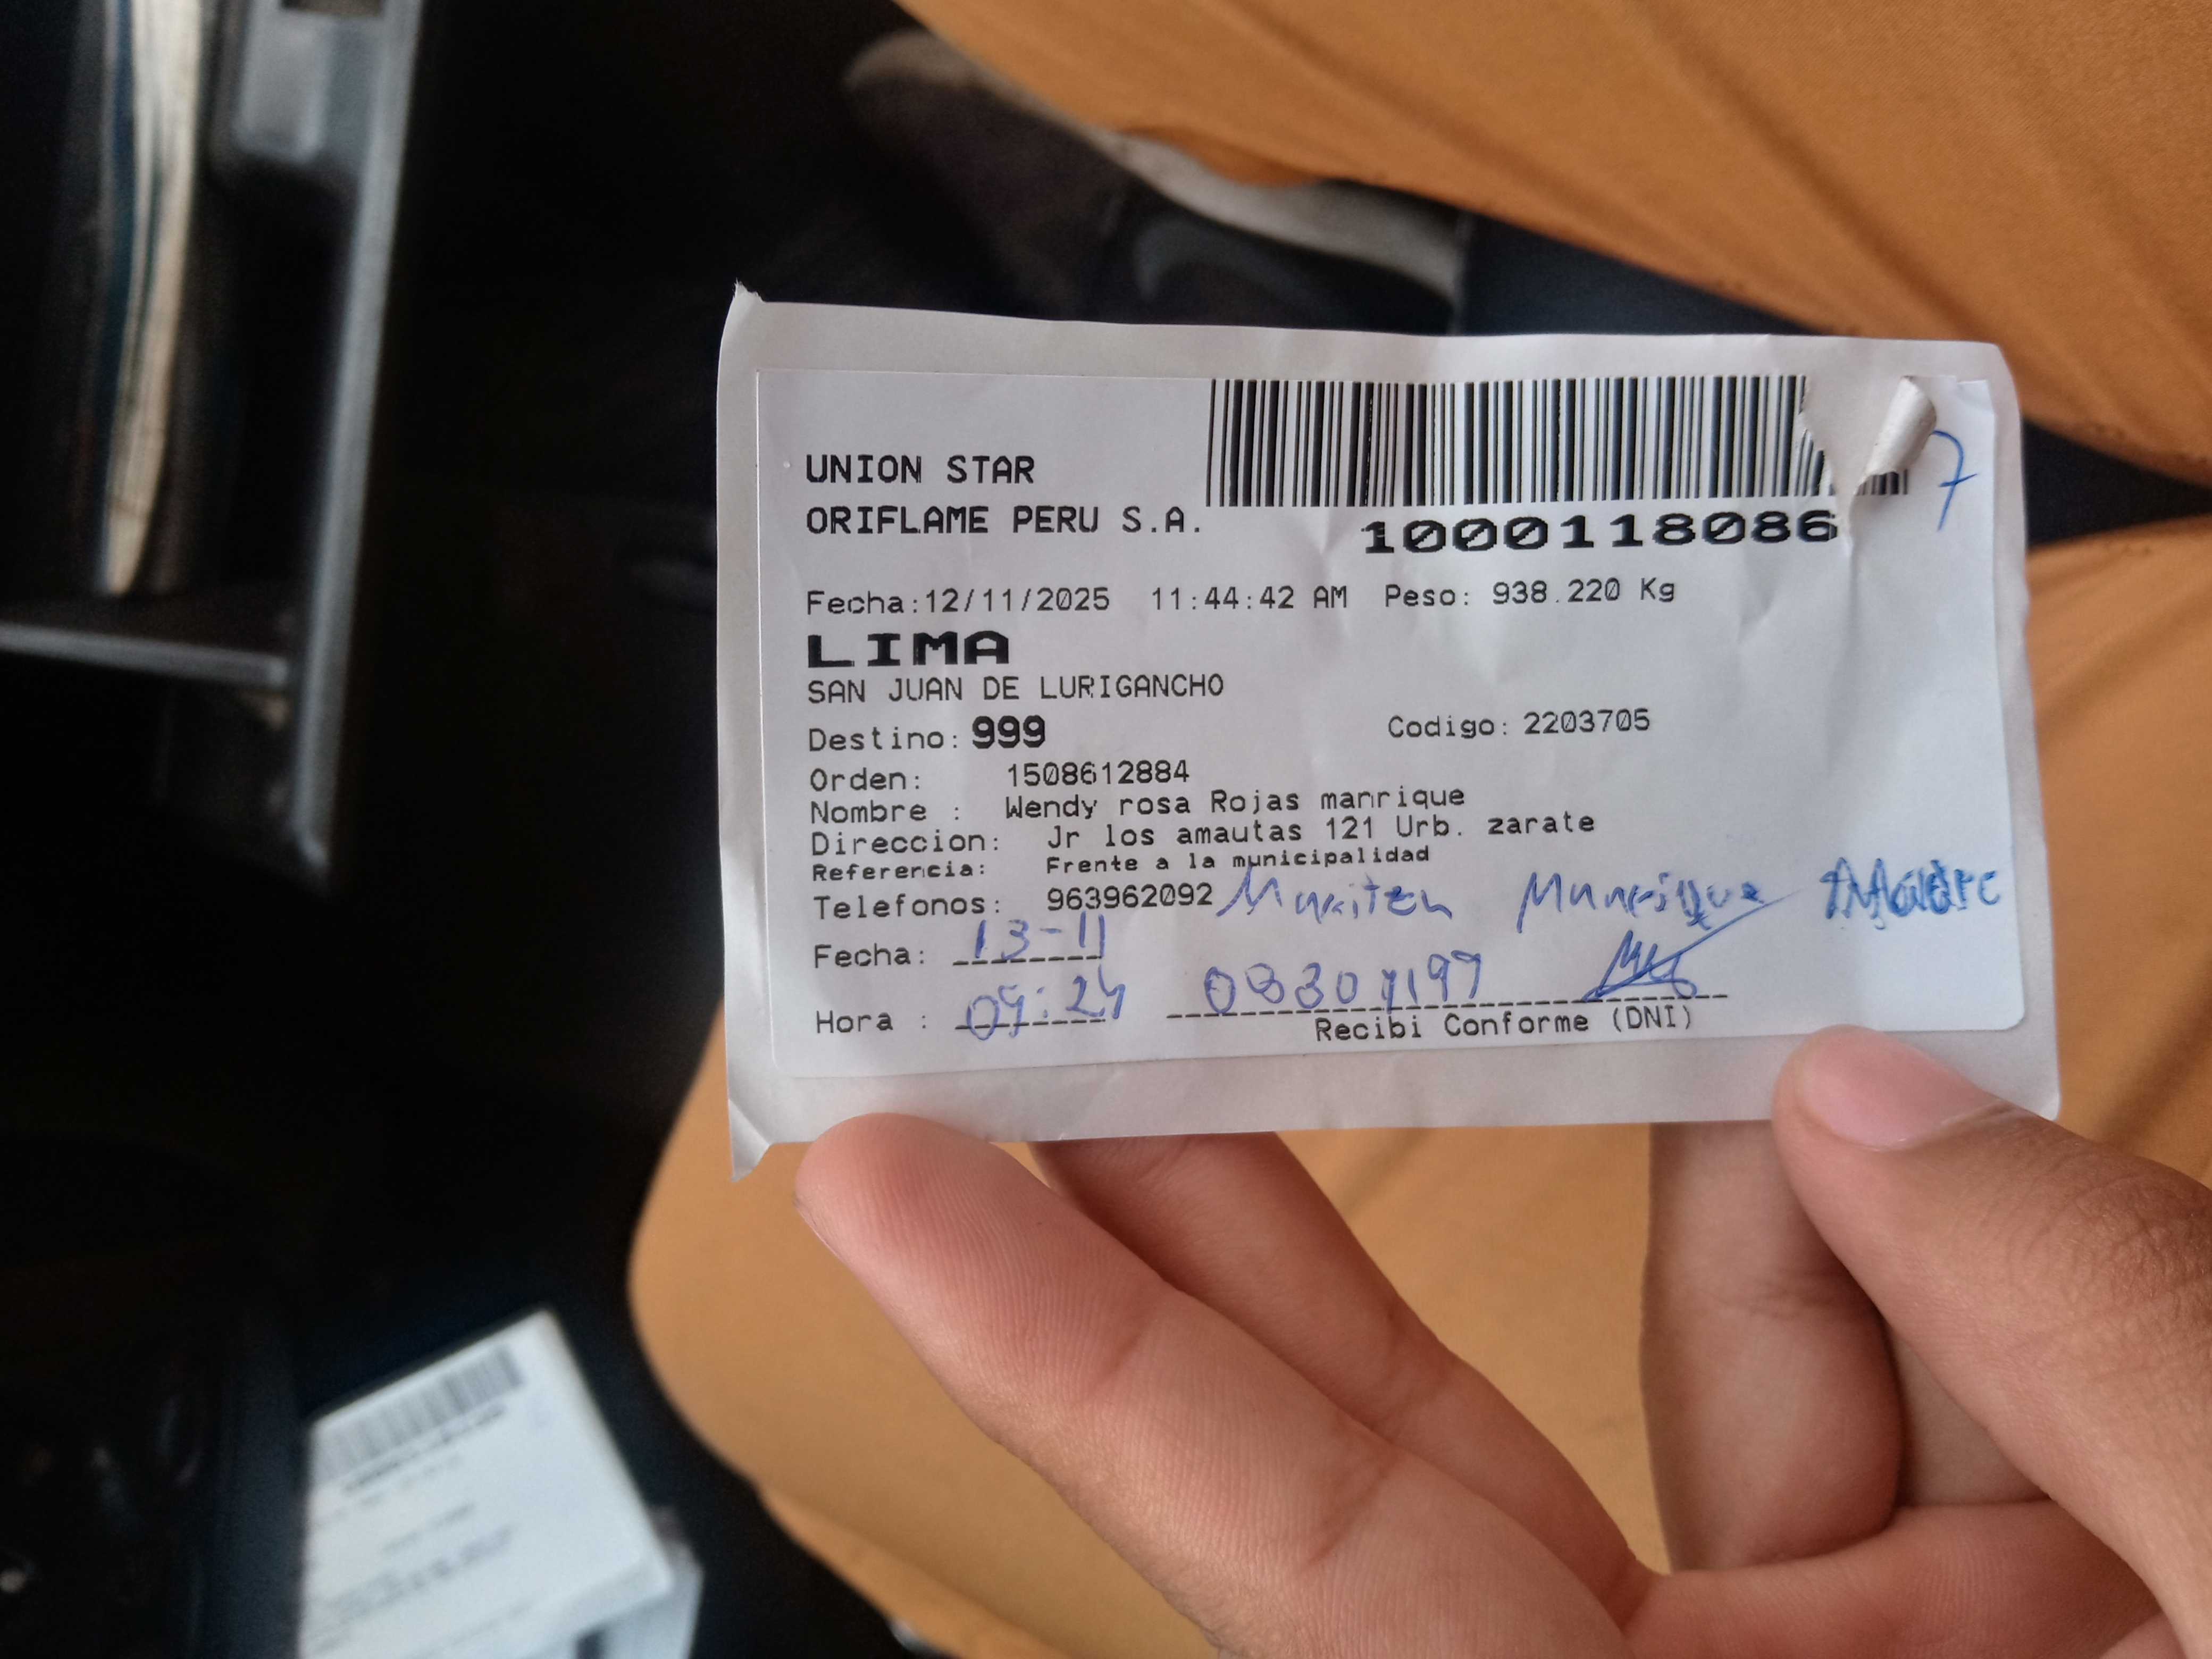 7
UNION STAR
ORIFLAME PERU S.A.
1000118086
Fecha:12/11/2025 11:44:42 AM Peso: 938.220 Kg
LIMA
SAN JUAN DE LURIGANCHO
Destino: 999 Codigo: 2203705
Orden: 1508612884
Nombre : Wendy rosa Rojas manrique
Direccion: Jr los amautas 121 Urb. zarate
Referencia: Frente a la municipalidad
Telefonos: 963962092 Manrique Madre
Fecha: 13-11
Hora : 09:24
Recibi Conforme (DNI)